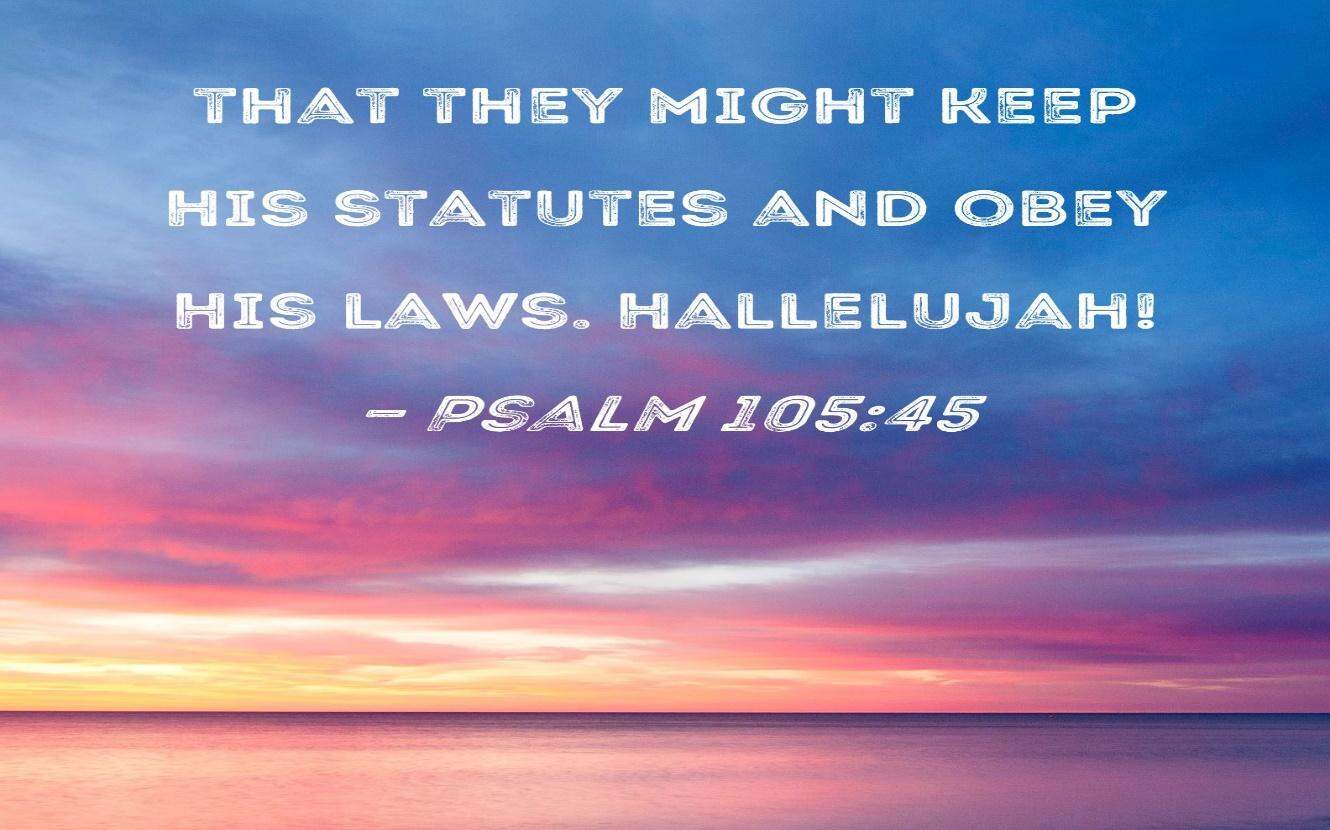 THAT THEY MIGHT KEEP
HIS STATUTES AND OBEY
HIS LAWS. HALLELUJAH!
– PSALM 105:45